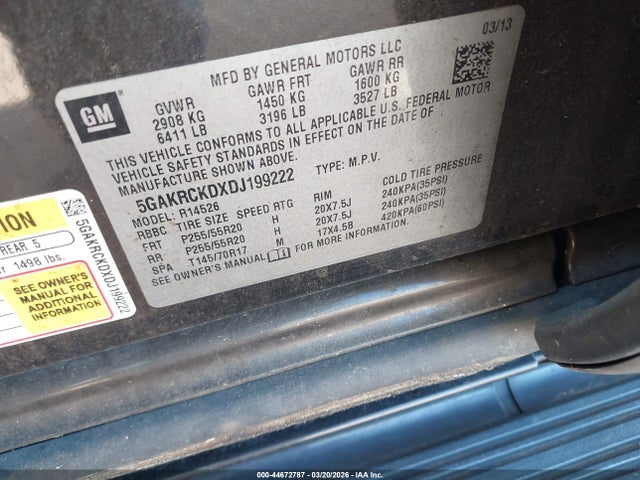 03/13
GM
MFD BY GENERAL MOTORS LLC
GVWR GAWR FRT GAWR RR
2908 KG 1450 KG 1600 KG
6411 LB 3196 LB 3527 LB
THIS VEHICLE CONFORMS TO ALL APPLICABLE U.S. FEDERAL MOTOR
VEHICLE SAFETY STANDARDS IN EFFECT ON THE DATE OF
MANUFACTURE SHOWN ABOVE.
5GAKRCKDXDJ199222 TYPE: M.P.V.
MODEL: R14526
RBBC TIRE SIZE SPEED RTG RIM COLD TIRE PRESSURE
FRT P255/55R20 H 20X7.5J 240KPA(35PSI)
RR P255/55R20 H 20X7.5J 240KPA(35PSI)
SPA T145/70R17 M 17X4.5B 420KPA(60PSI)
SEE OWNER'S MANUAL FOR MORE INFORMATION.
REAR 5
1498 lbs.
SEE OWNER'S
MANUAL FOR
ADDITIONAL
INFORMATION
5GAKRCKDXDJ199222
000-44672787 - 03/20/2026 - IAAI.COM